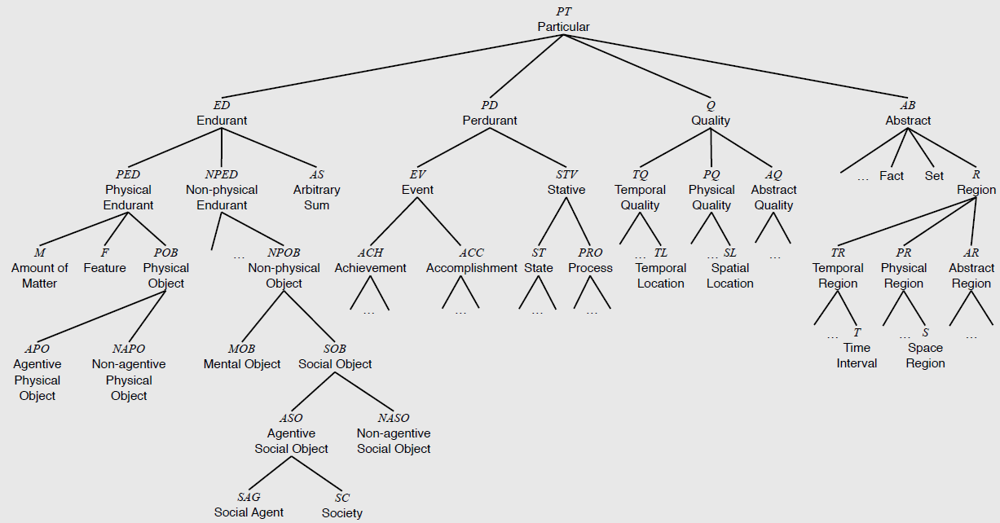 PT
Particular
ED PD Q AB
Endurant Perdurant Quality Abstract
PED NPED AS EV STV TQ PQ AQ ... Fact Set R
Physical Non-physical Arbitrary Event Stative Temporal Physical Abstract Region
Endurant Endurant Sum Quality Quality Quality
M F POB ... NPOB ACH ACC ST PRO ... TL ... SL ... TR PR AR
Amount of Feature Physical Non-physical Achievement Accomplishment State Process Temporal Spatial Temporal Physical Abstract
Matter Object Object Location Location Region Region Region
... ... ... ...
... T ... S ...
APO NAPO MOB SOB Time Space
Agentive Non-agentive Mental Object Social Object Interval Region
Physical Physical
Object Object
ASO NASO
Agentive Non-agentive
Social Object Social Object
SAG SC
Social Agent Society